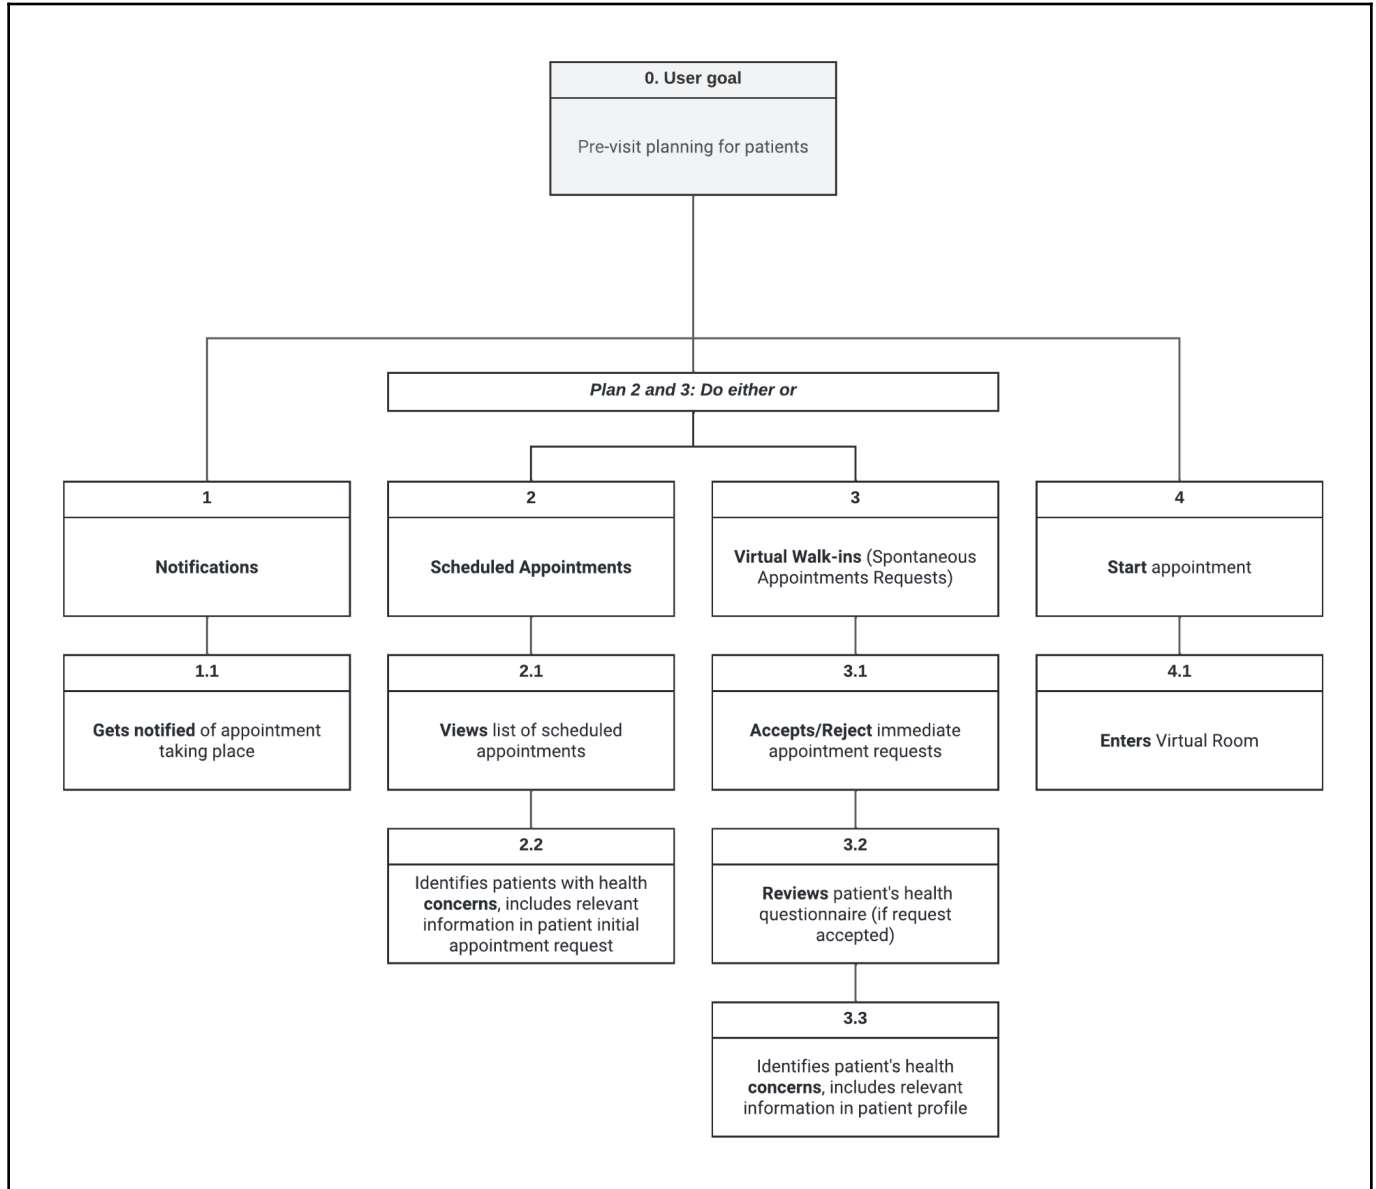 0. User goal
Pre-visit planning for patients
Plan 2 and 3: Do either or
1
Notifications
1.1
Gets notified of appointment
taking place
2
Scheduled Appointments
2.1
Views list of scheduled
appointments
2.2
Identifies patients with health
concerns, includes relevant
information in patient initial
appointment request
3
Virtual Walk-ins (Spontaneous
Appointments Requests)
3.1
Accepts/Reject immediate
appointment requests
3.2
Reviews patient's health
questionnaire (if request
accepted)
3.3
Identifies patient's health
concerns, includes relevant
information in patient profile
4
Start appointment
4.1
Enters Virtual Room